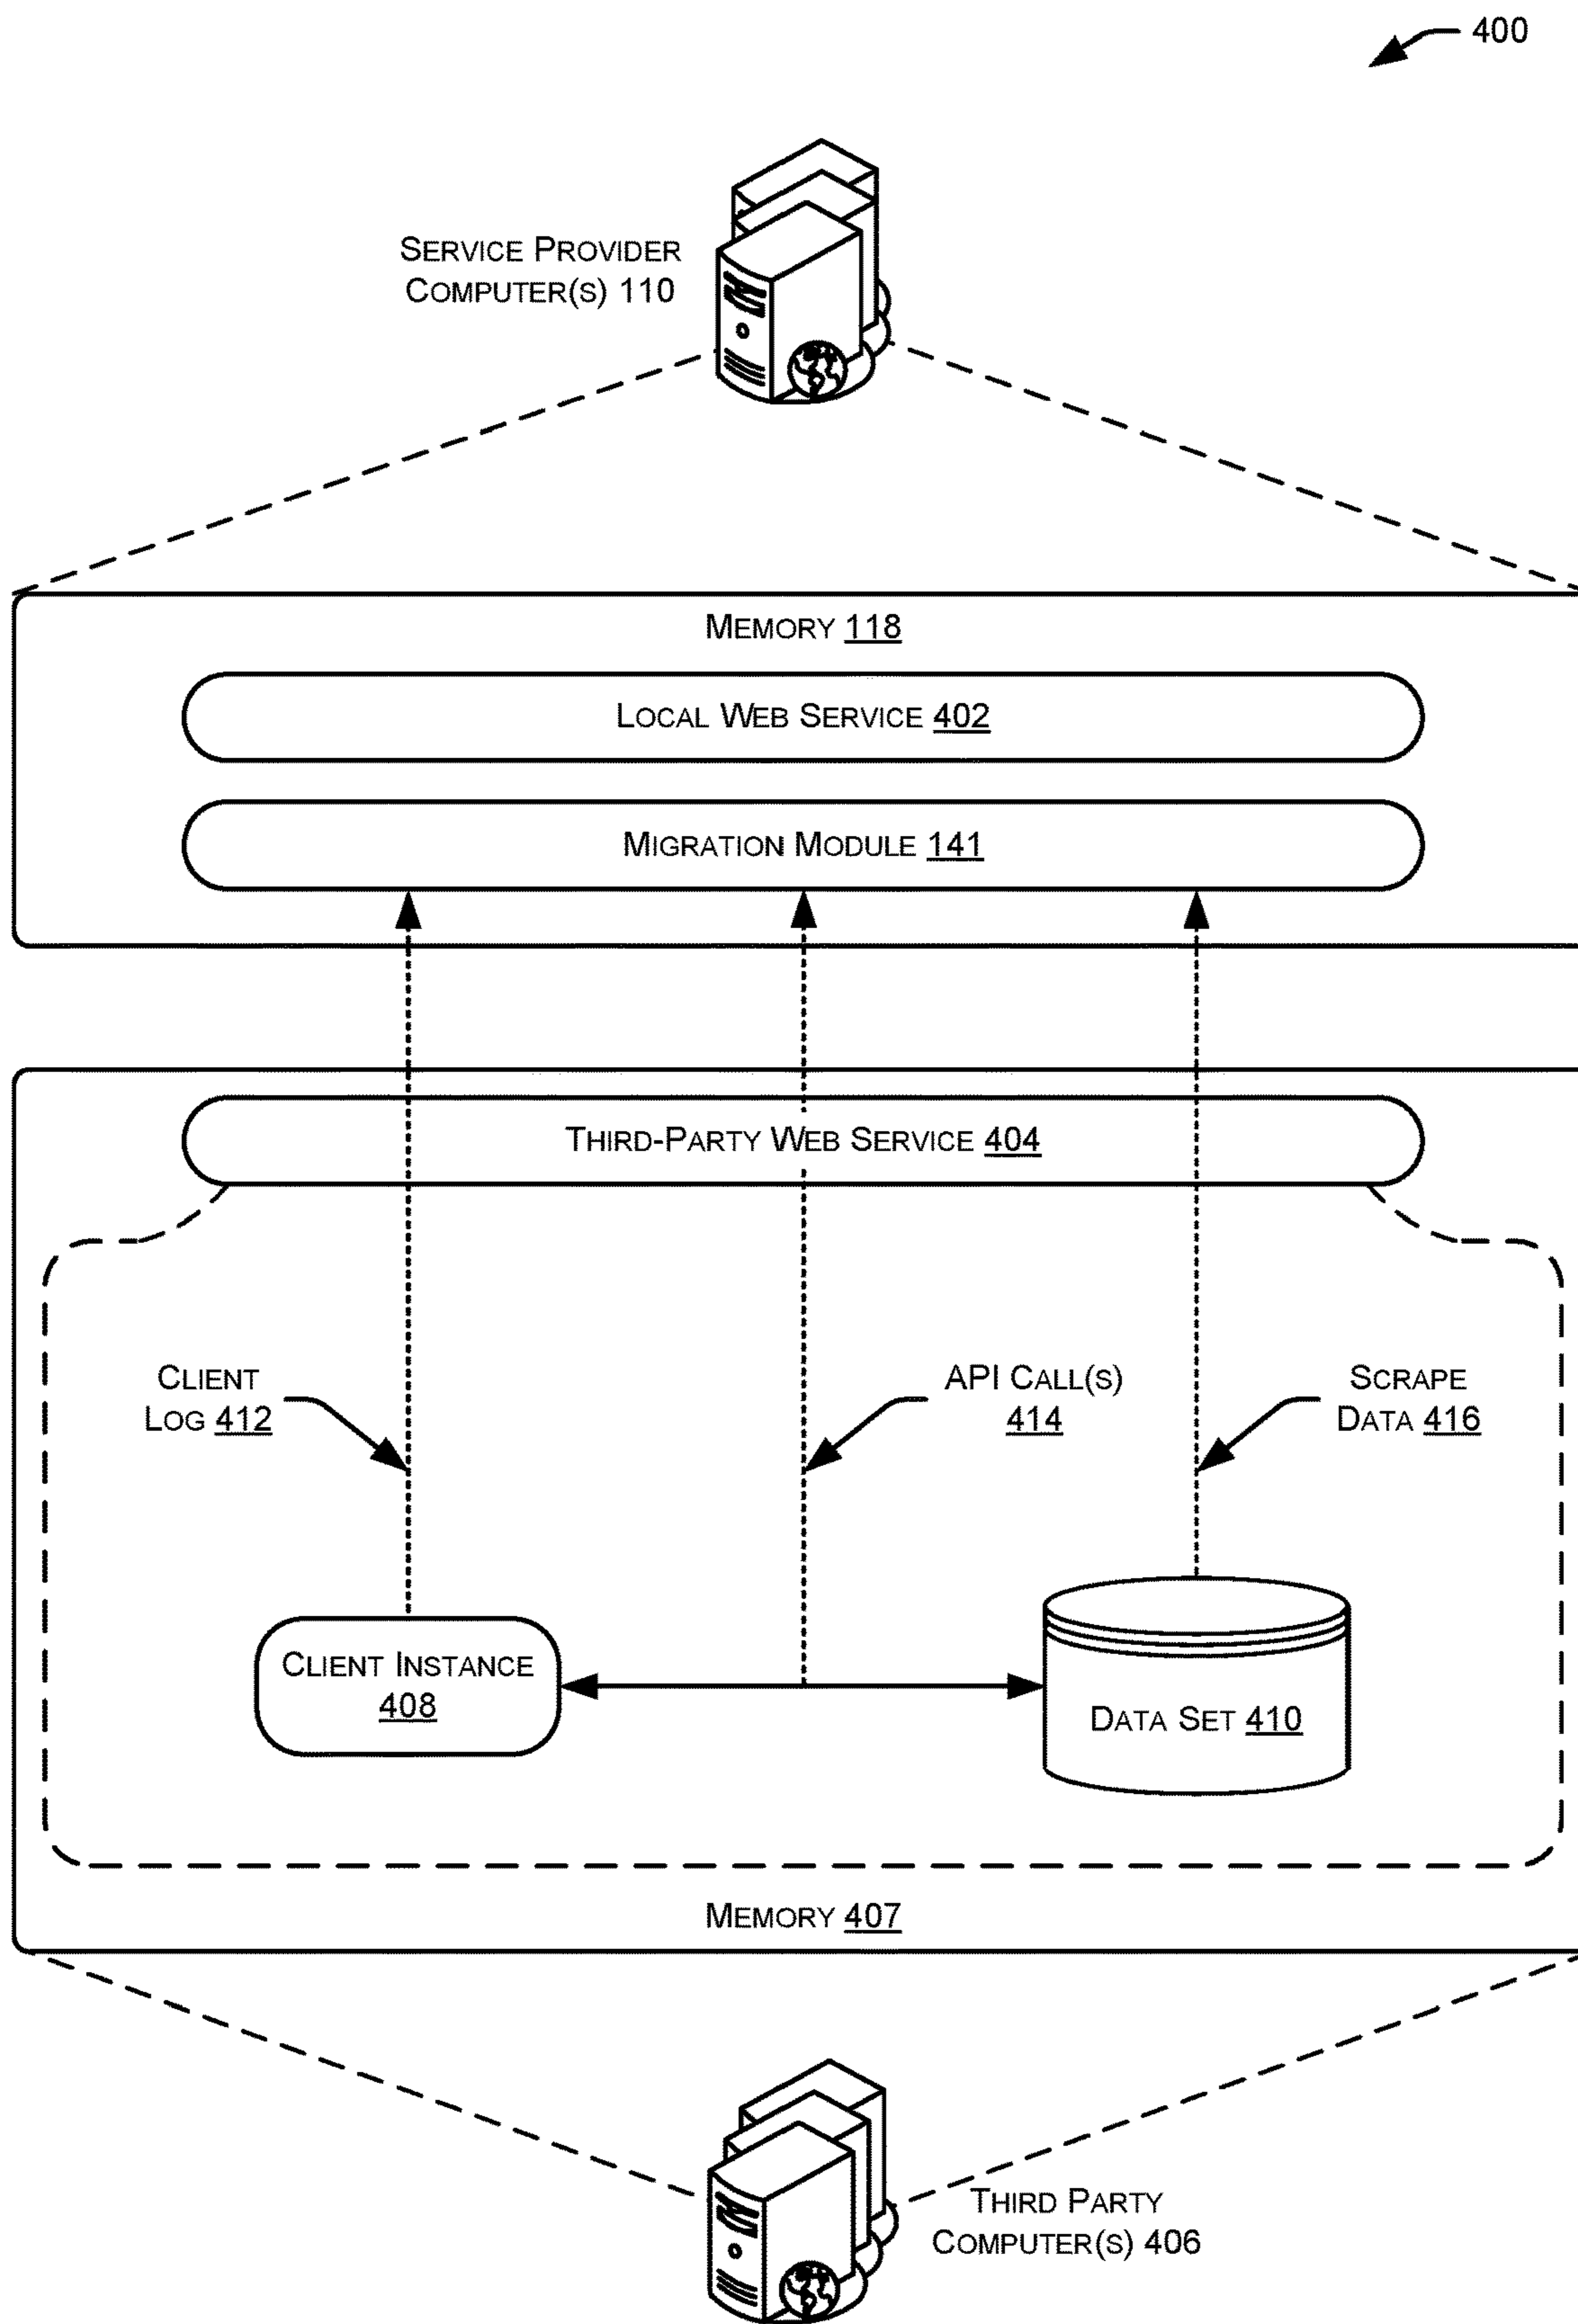 400
SERVICE PROVIDER
COMPUTER(S) 110
MEMORY 118
LOCAL WEB SERVICE 402
MIGRATION MODULE 141
THIRD-PARTY WEB SERVICE 404
CLIENT
LOG 412
API CALL(S)
414
SCRAPE
DATA 416
CLIENT INSTANCE
408
DATA SET 410
MEMORY 407
THIRD PARTY
COMPUTER(S) 406